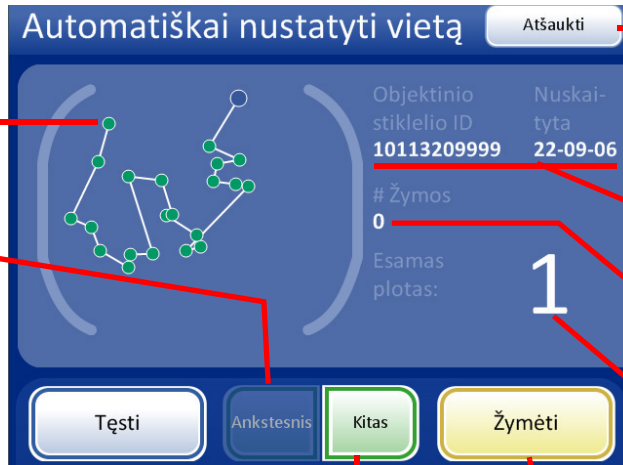 Automatiškai nustatyti vietą
Atšaukti
Objektinio
stiklelio ID
10113209999
Nuskai-
tyta
22-09-06
# Žymos
0
Esamas
plotas:
1
Tęsti
Ankstesnis
Kitas
Žymėti